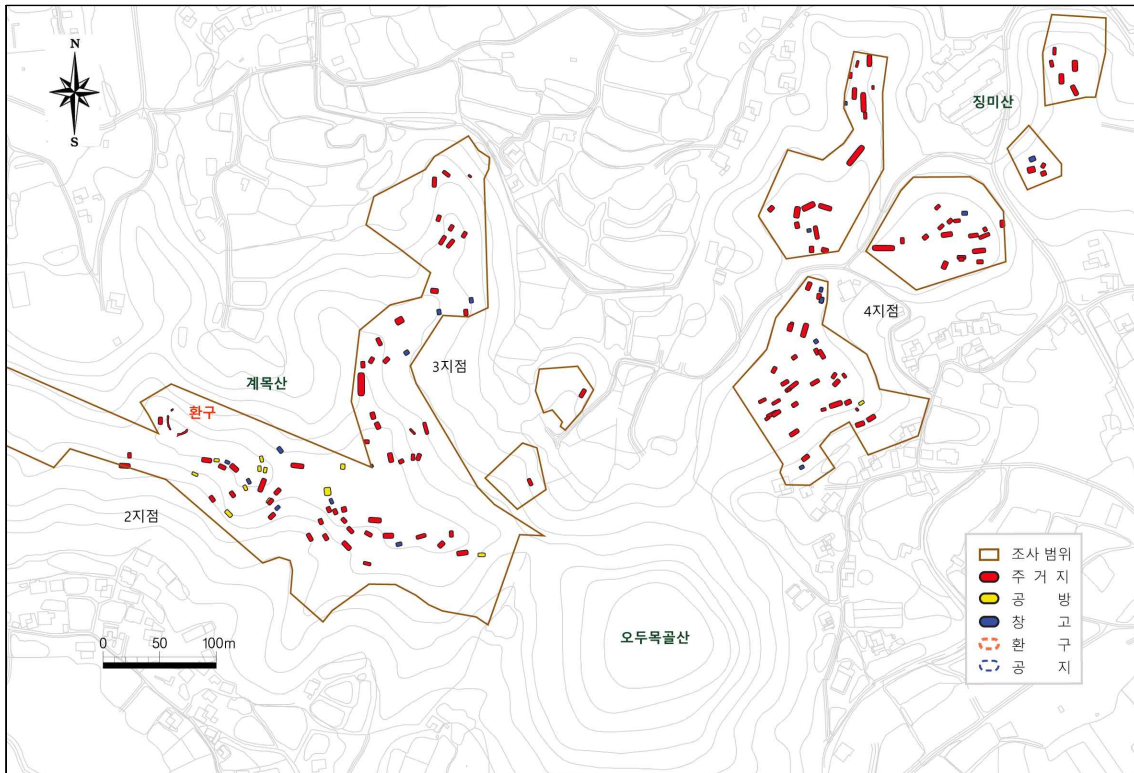 N
S
징미산
4지점
3지점
계목산
환구
2지점
오두목골산
0 50 100m
조사 범위
주 거 지
공 방
창 고
환 구
공 지